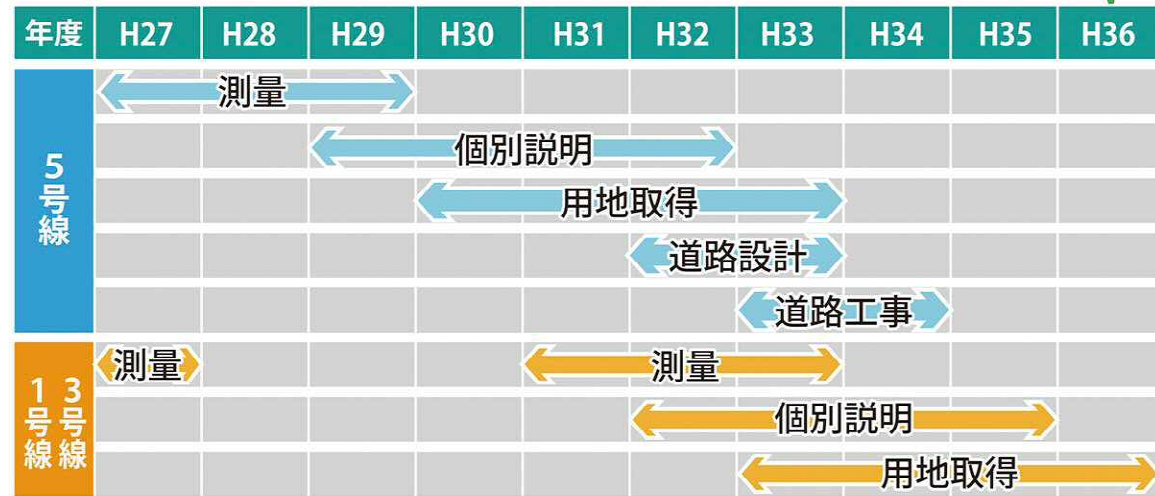 年度 H27 H28 H29 H30 H31 H32 H33 H34 H35 H36
5号線
測量
個別説明
用地取得
道路設計
道路工事
3号線
1号線
測量 測量
個別説明
用地取得